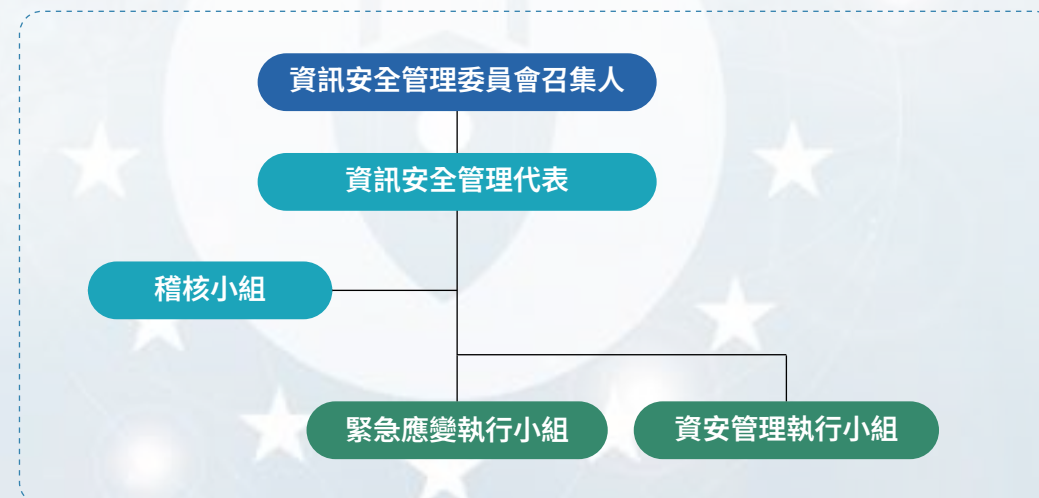 資訊安全管理委員會召集人
資訊安全管理代表
稽核小組
緊急應變執行小組
資安管理執行小組